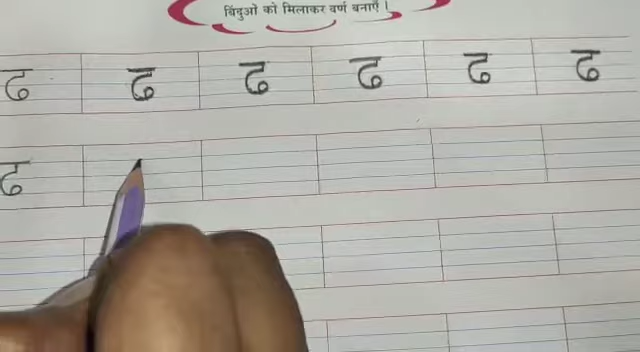 बिंदुओं को मिलाकर वर्ण बनाएँ।
ढ ढ ढ ढ ढ ढ
ढ